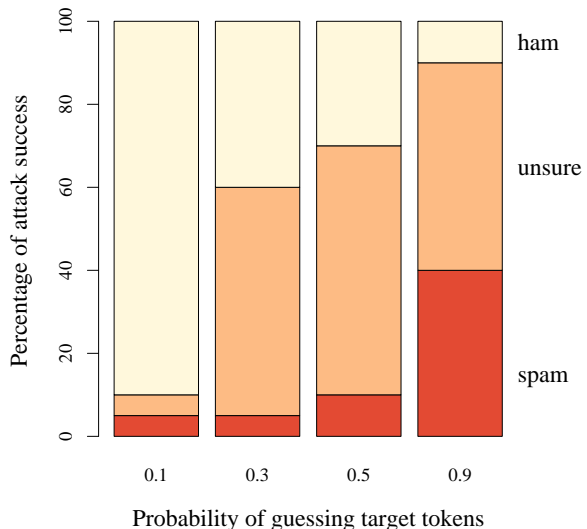 Percentage of attack success
100
80
60
40
20
0
ham
unsure
spam
0.1 0.3 0.5 0.9
Probability of guessing target tokens